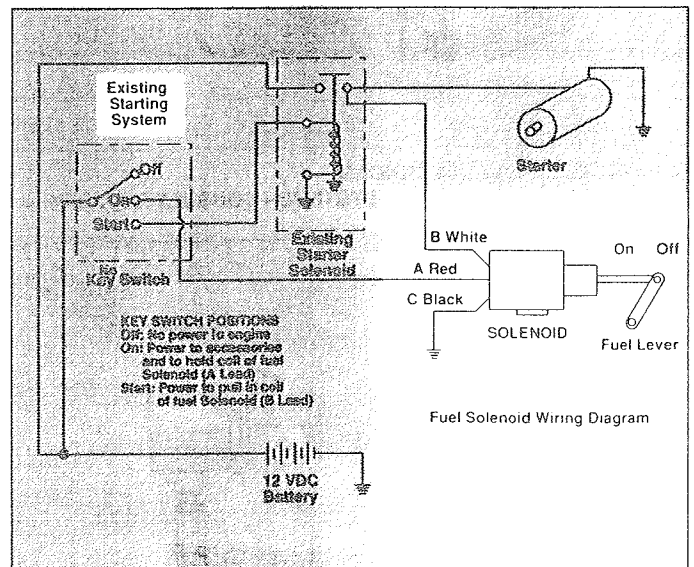 Existing
Starting
System
Off
On
Start
Key Switch
Existing
Starter
Solenoid
Starter
B White
A Red
C Black
SOLENOID
On Off
Fuel Lever
KEY SWITCH POSITIONS
Off: No power to engine
On: Power to accessories
and to hold coil of fuel
Solenoid (A Lead)
Start: Power to pull in coil
of fuel Solenoid (B Lead)
Fuel Solenoid Wiring Diagram
12 VDC
Battery